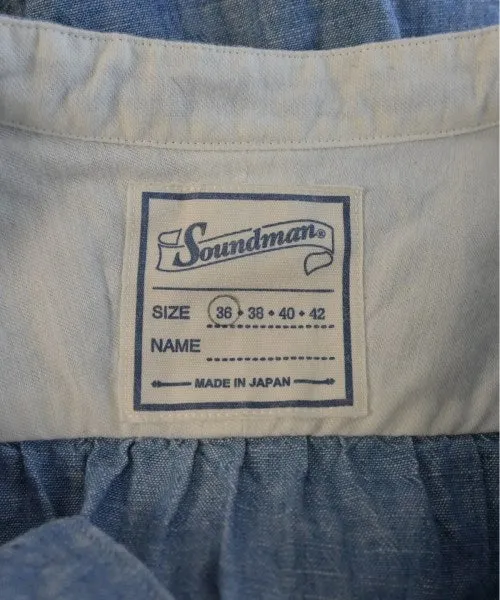 Soundman®
SIZE 36 • 38 • 40 • 42
NAME
MADE IN JAPAN